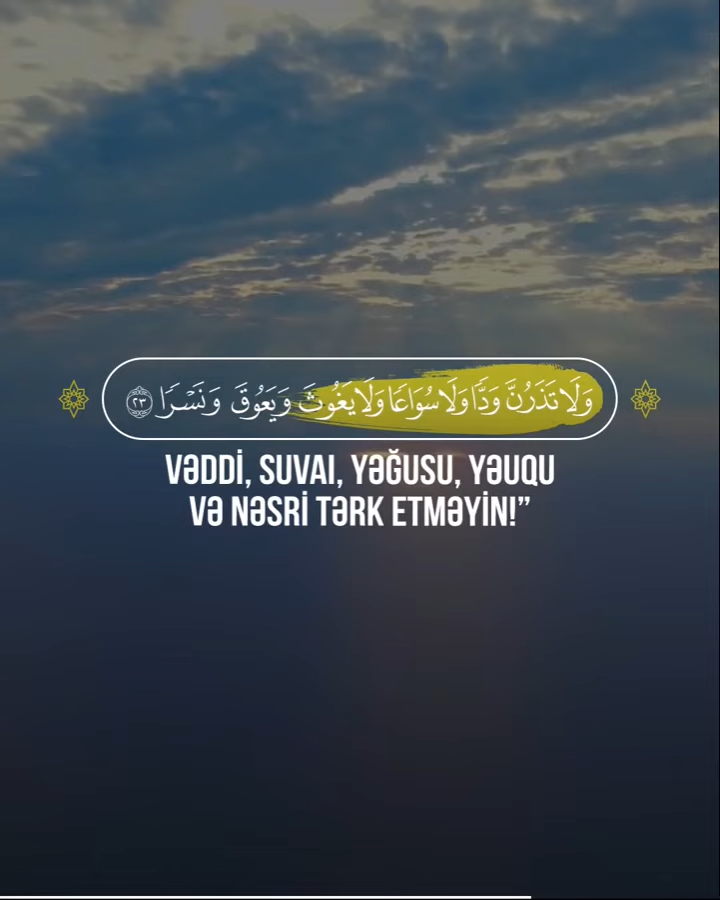 وَلَا تَذَرُنَّ وَدًّا وَلَا سُوَاعًا وَلَا يَغُوثَ وَيَعُوقَ وَنَسْرًا ٢٣
VƏDDİ, SUVAI, YƏĞUSU, YƏUQU
VƏ NƏSRİ TƏRK ETMƏYİN!”